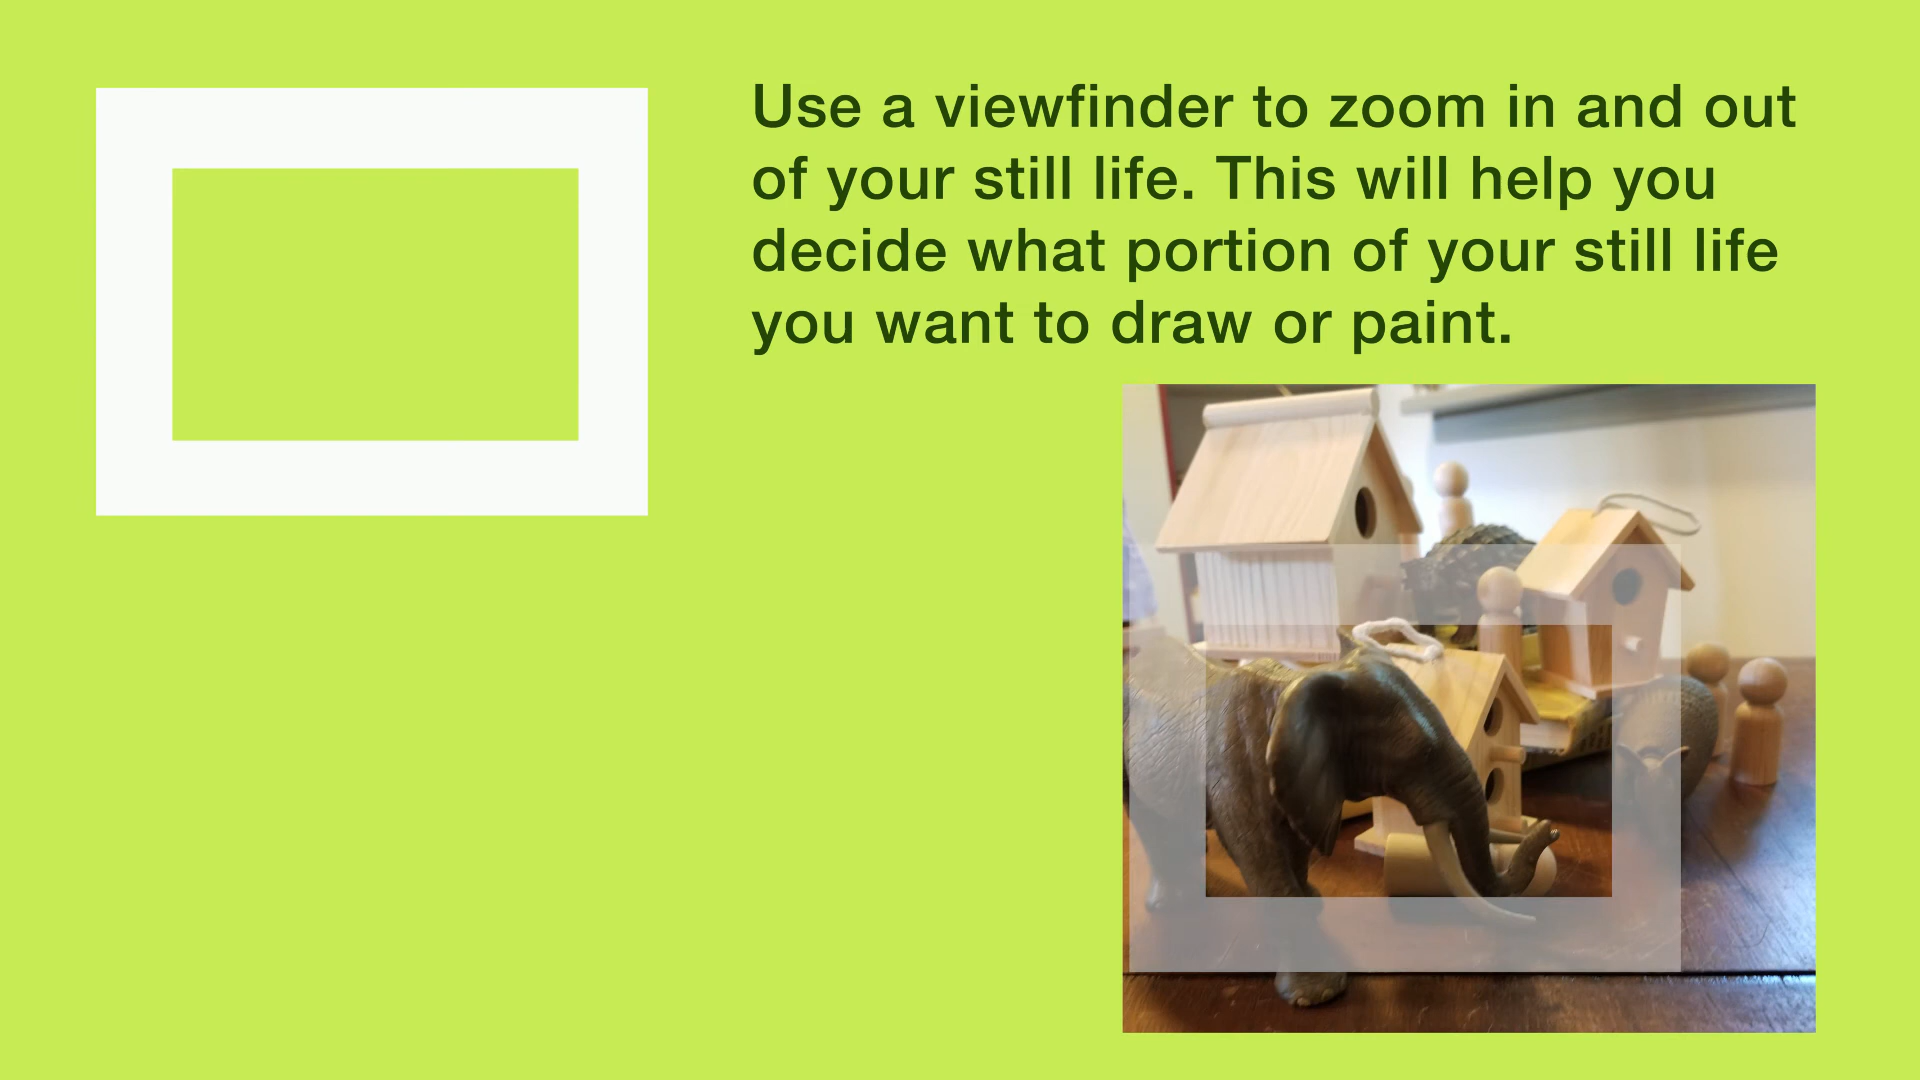 Use a viewfinder to zoom in and out
of your still life. This will help you
decide what portion of your still life
you want to draw or paint.